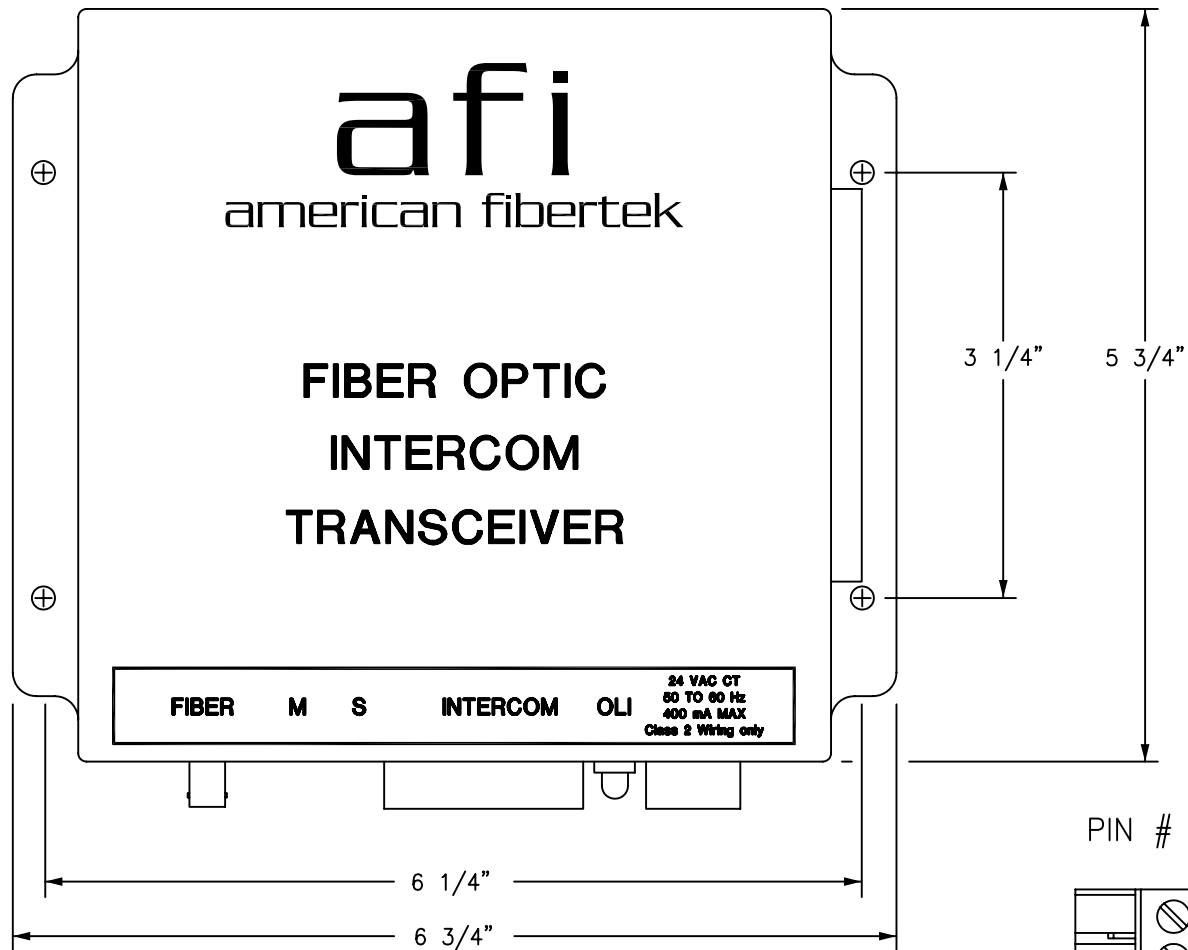 afi
american fibertek
FIBER OPTIC
INTERCOM
TRANSCEIVER
FIBER M S INTERCOM OLI
24 VAC CT
50 TO 60 Hz
400 mA MAX
Class 2 Wiring only
3 1/4”
5 3/4”
PIN #
6 1/4”
6 3/4”